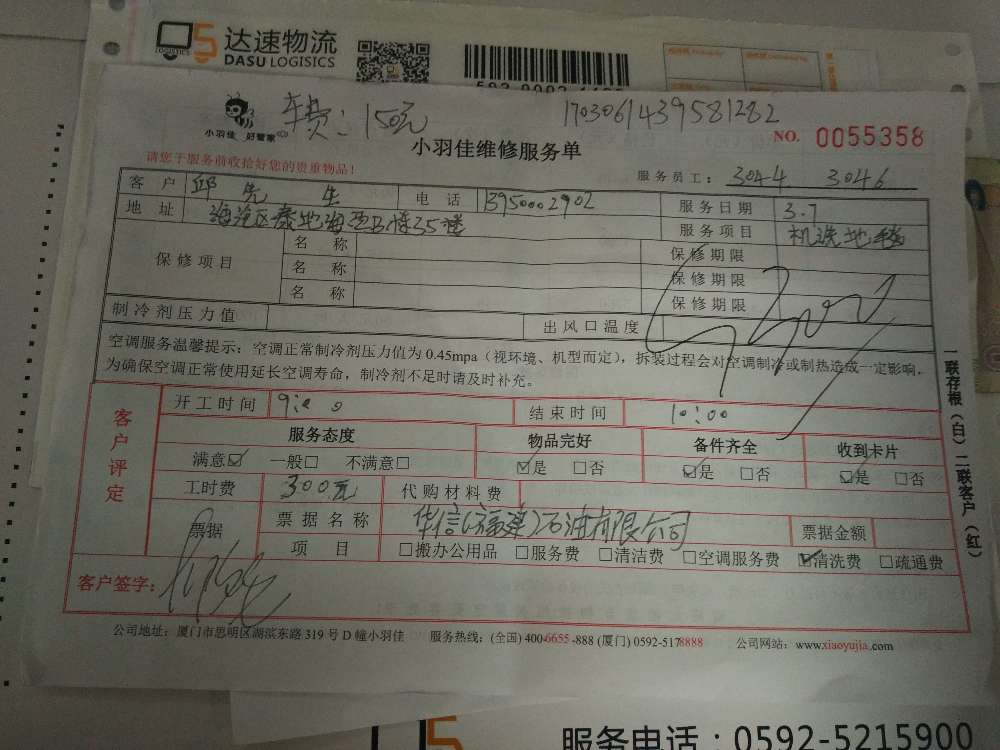 达速物流
LOGISTICS DASU LOGISTICS
小羽佳 好管家 车费：150元 1703061439581282
小羽佳维修服务单 NO. 0055358
请您于服务前收拾好您的贵重物品！ 服务员工： 3044 3046
客户 邱先生 电话 13950002902 服务日期 3.7
地址 海沧区泰地海西B栋35楼 服务项目 机洗地毯
保修项目 名称 保修期限
名称 保修期限
名称 保修期限
制冷剂压力值 出风口温度
空调服务温馨提示：空调正常制冷剂压力值为 0.45mpa（视环境、机型而定），拆装过程会对空调制冷或制热造成一定影响，
为确保空调正常使用延长空调寿命，制冷剂不足时请及时补充。
客户评定 开工时间 结束时间 10:00
服务态度 物品完好 备件齐全 收到卡片
满意☑ 一般□ 不满意□ ☑是 □否 ☑是 □否 ☑是 □否
工时费 300元 代购材料费
票据 票据名称 华信(福建)石油有限公司 票据金额
项目 □搬办公用品 □服务费 □清洁费 □空调服务费 ☑清洗费 □疏通费
客户签字:
公司地址：厦门市思明区湖滨东路 319 号 D 幢小羽佳 服务热线：(全国) 400-6655-888 (厦门) 0592-5178888 公司网站：www.xiaoyujia.com
一联存根（白）二联客户（红）
服务电话：0592-5215900